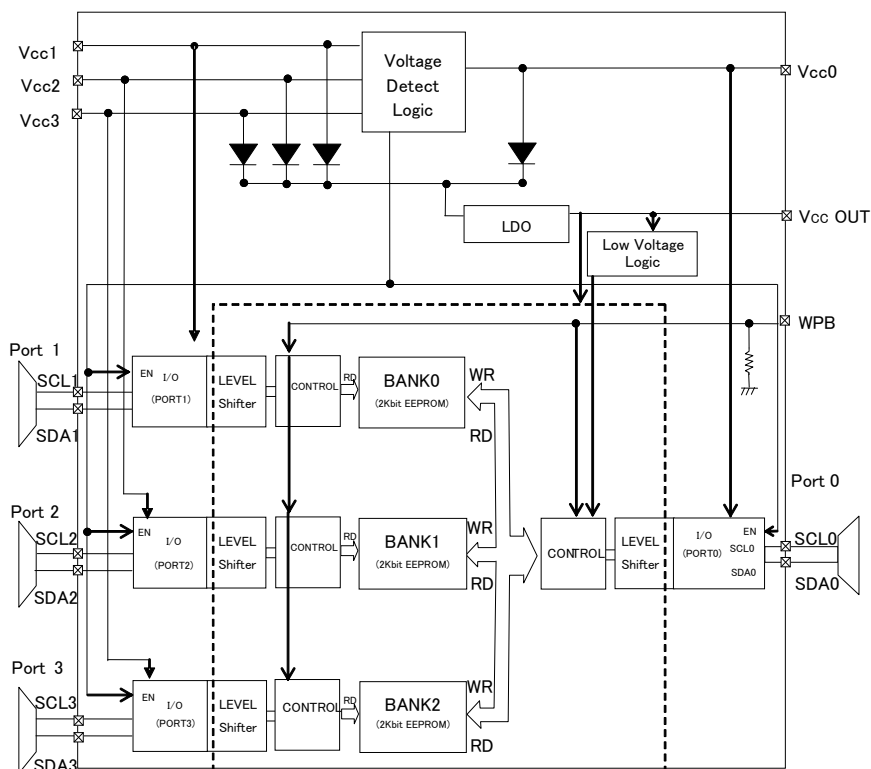 Vcc1
Vcc2
Vcc3
Voltage
Detect
Logic
Vcc0
LDO
Vcc OUT
Low Voltage
Logic
WPB
Port 1
SCL1
SDA1
EN
I/O
(PORT1)
LEVEL
Shifter
CONTROL
RD
BANK0
(2Kbit EEPROM)
WR
RD
Port 2
SCL2
SDA2
EN
I/O
(PORT2)
LEVEL
Shifter
CONTROL
RD
BANK1
(2Kbit EEPROM)
WR
RD
CONTROL
LEVEL
Shifter
I/O
(PORT0)
EN
SCL0
SDA0
Port 0
SCL0
SDA0
Port 3
SCL3
SDA3
EN
I/O
(PORT3)
LEVEL
Shifter
CONTROL
RD
BANK2
(2Kbit EEPROM)
WR
RD